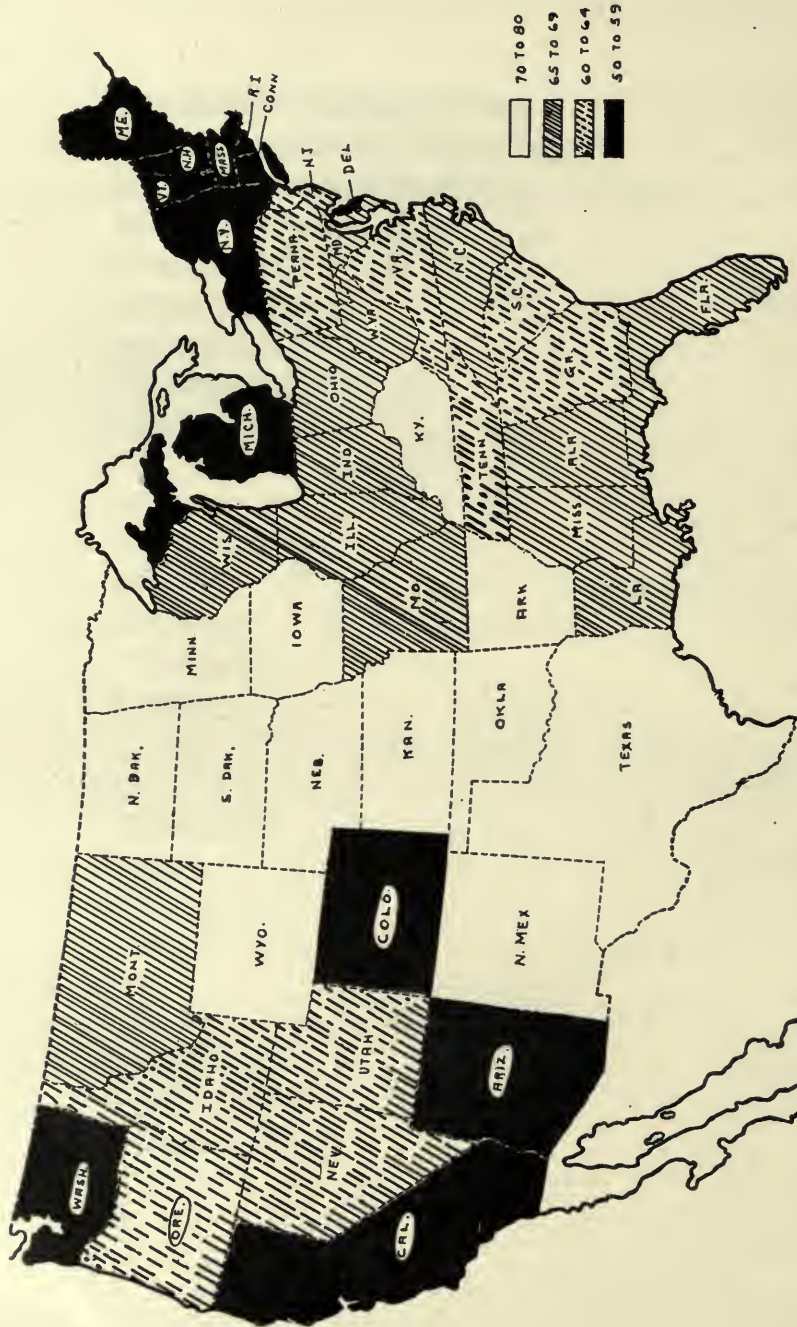 WASH.
ORE.
CAL.
NEV.
IDAHO
UTAH
ARIZ.
MONT.
WYO.
COLO.
N. MEX
N. DAK.
S. DAK.
NEB.
KAN.
OKLA
TEXAS
MINN
IOWA
MO.
ARK
LA.
WIS.
ILL.
MICH.
IND.
OHIO
KY.
TENN.
MISS.
ALA.
GA.
FLA.
S.C.
N.C.
VA.
W.VA.
MD.
PENNA
N.Y.
VT.
N.H.
ME.
MASS
R I
CONN
N J
DEL
70 TO 80
65 TO 69
60 TO 64
50 TO 59